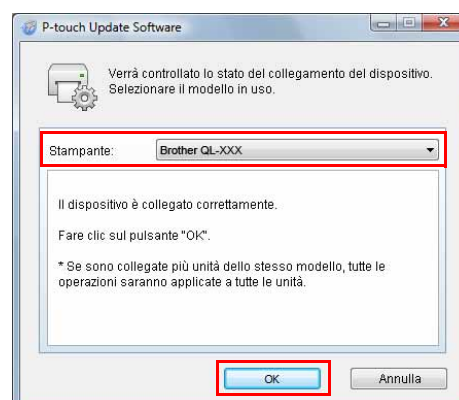 P-touch Update Software
Verrà controllato lo stato del collegamento del dispositivo.
Selezionare il modello in uso.
Stampante: Brother QL-XXX
Il dispositivo è collegato correttamente.
Fare clic sul pulsante "OK".
* Se sono collegate più unità dello stesso modello, tutte le
operazioni saranno applicate a tutte le unità.
OK Annulla